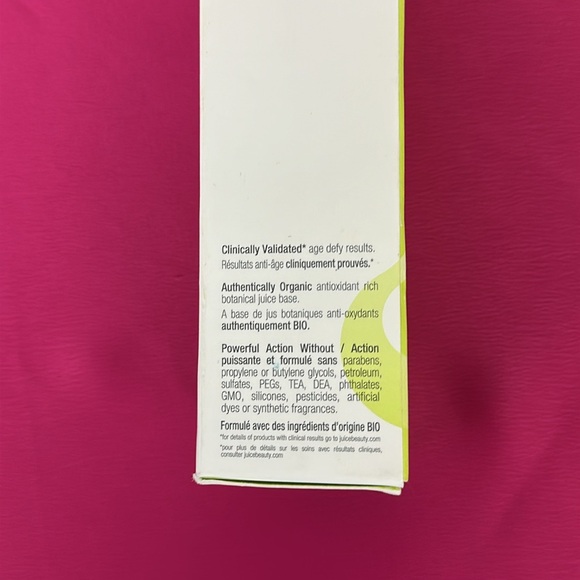 Clinically Validated* age defy results.
Résultats anti-âge cliniquement prouvés.*
Authentically Organic antioxidant rich
botanical juice base.
A base de jus botaniques anti-oxydants
authentiquement BIO.
Powerful Action Without / Action
puissante et formulé sans parabens,
propylene or butylene glycols, petroleum,
sulfates, PEGs, TEA, DEA, phthalates,
GMO, silicones, pesticides, artificial
dyes or synthetic fragrances.
Formulé avec des ingrédients d'origine BIO
*for details of products with clinical results go to juicebeauty.com
*pour plus de détails sur les soins avec résultats cliniques,
consulter juicebeauty.com